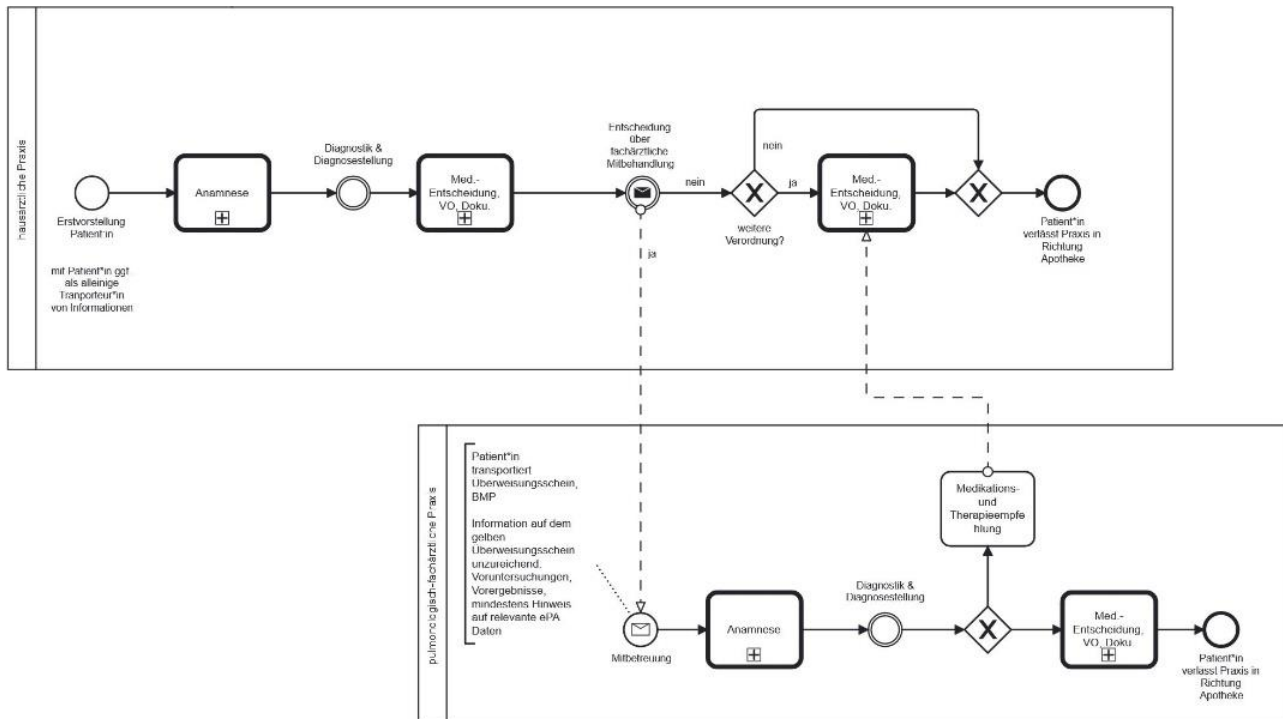 hausärztliche Praxis
Erstvorstellung
Patient*in
mit Patient*in ggf.
als alleinige
Tranporteur*in
von Informationen
Anamnese
Diagnostik &
Diagnosestellung
Med.-
Entscheidung,
VO, Doku.
Entscheidung
über
fachärztliche
Mitbehandlung
nein
ja
nein
ja
weitere
Verordnung?
Med.-
Entscheidung,
VO, Doku.
Patient*in
verlässt Praxis in
Richtung
Apotheke
pulmonologisch-fachärztliche Praxis
Patient*in
transportiert
Überweisungsschein,
BMP
Information auf dem
gelben
Überweisungsschein
unzureichend.
Voruntersuchungen,
Vorergebnisse,
mindestens Hinweis
auf relevante ePA
Daten
Mitbetreuung
Anamnese
Diagnostik &
Diagnosestellung
Medikations-
und
Therapieempfe
hlung
Med.-
Entscheidung,
VO, Doku
Patient*in
verlässt Praxis in
Richtung
Apotheke